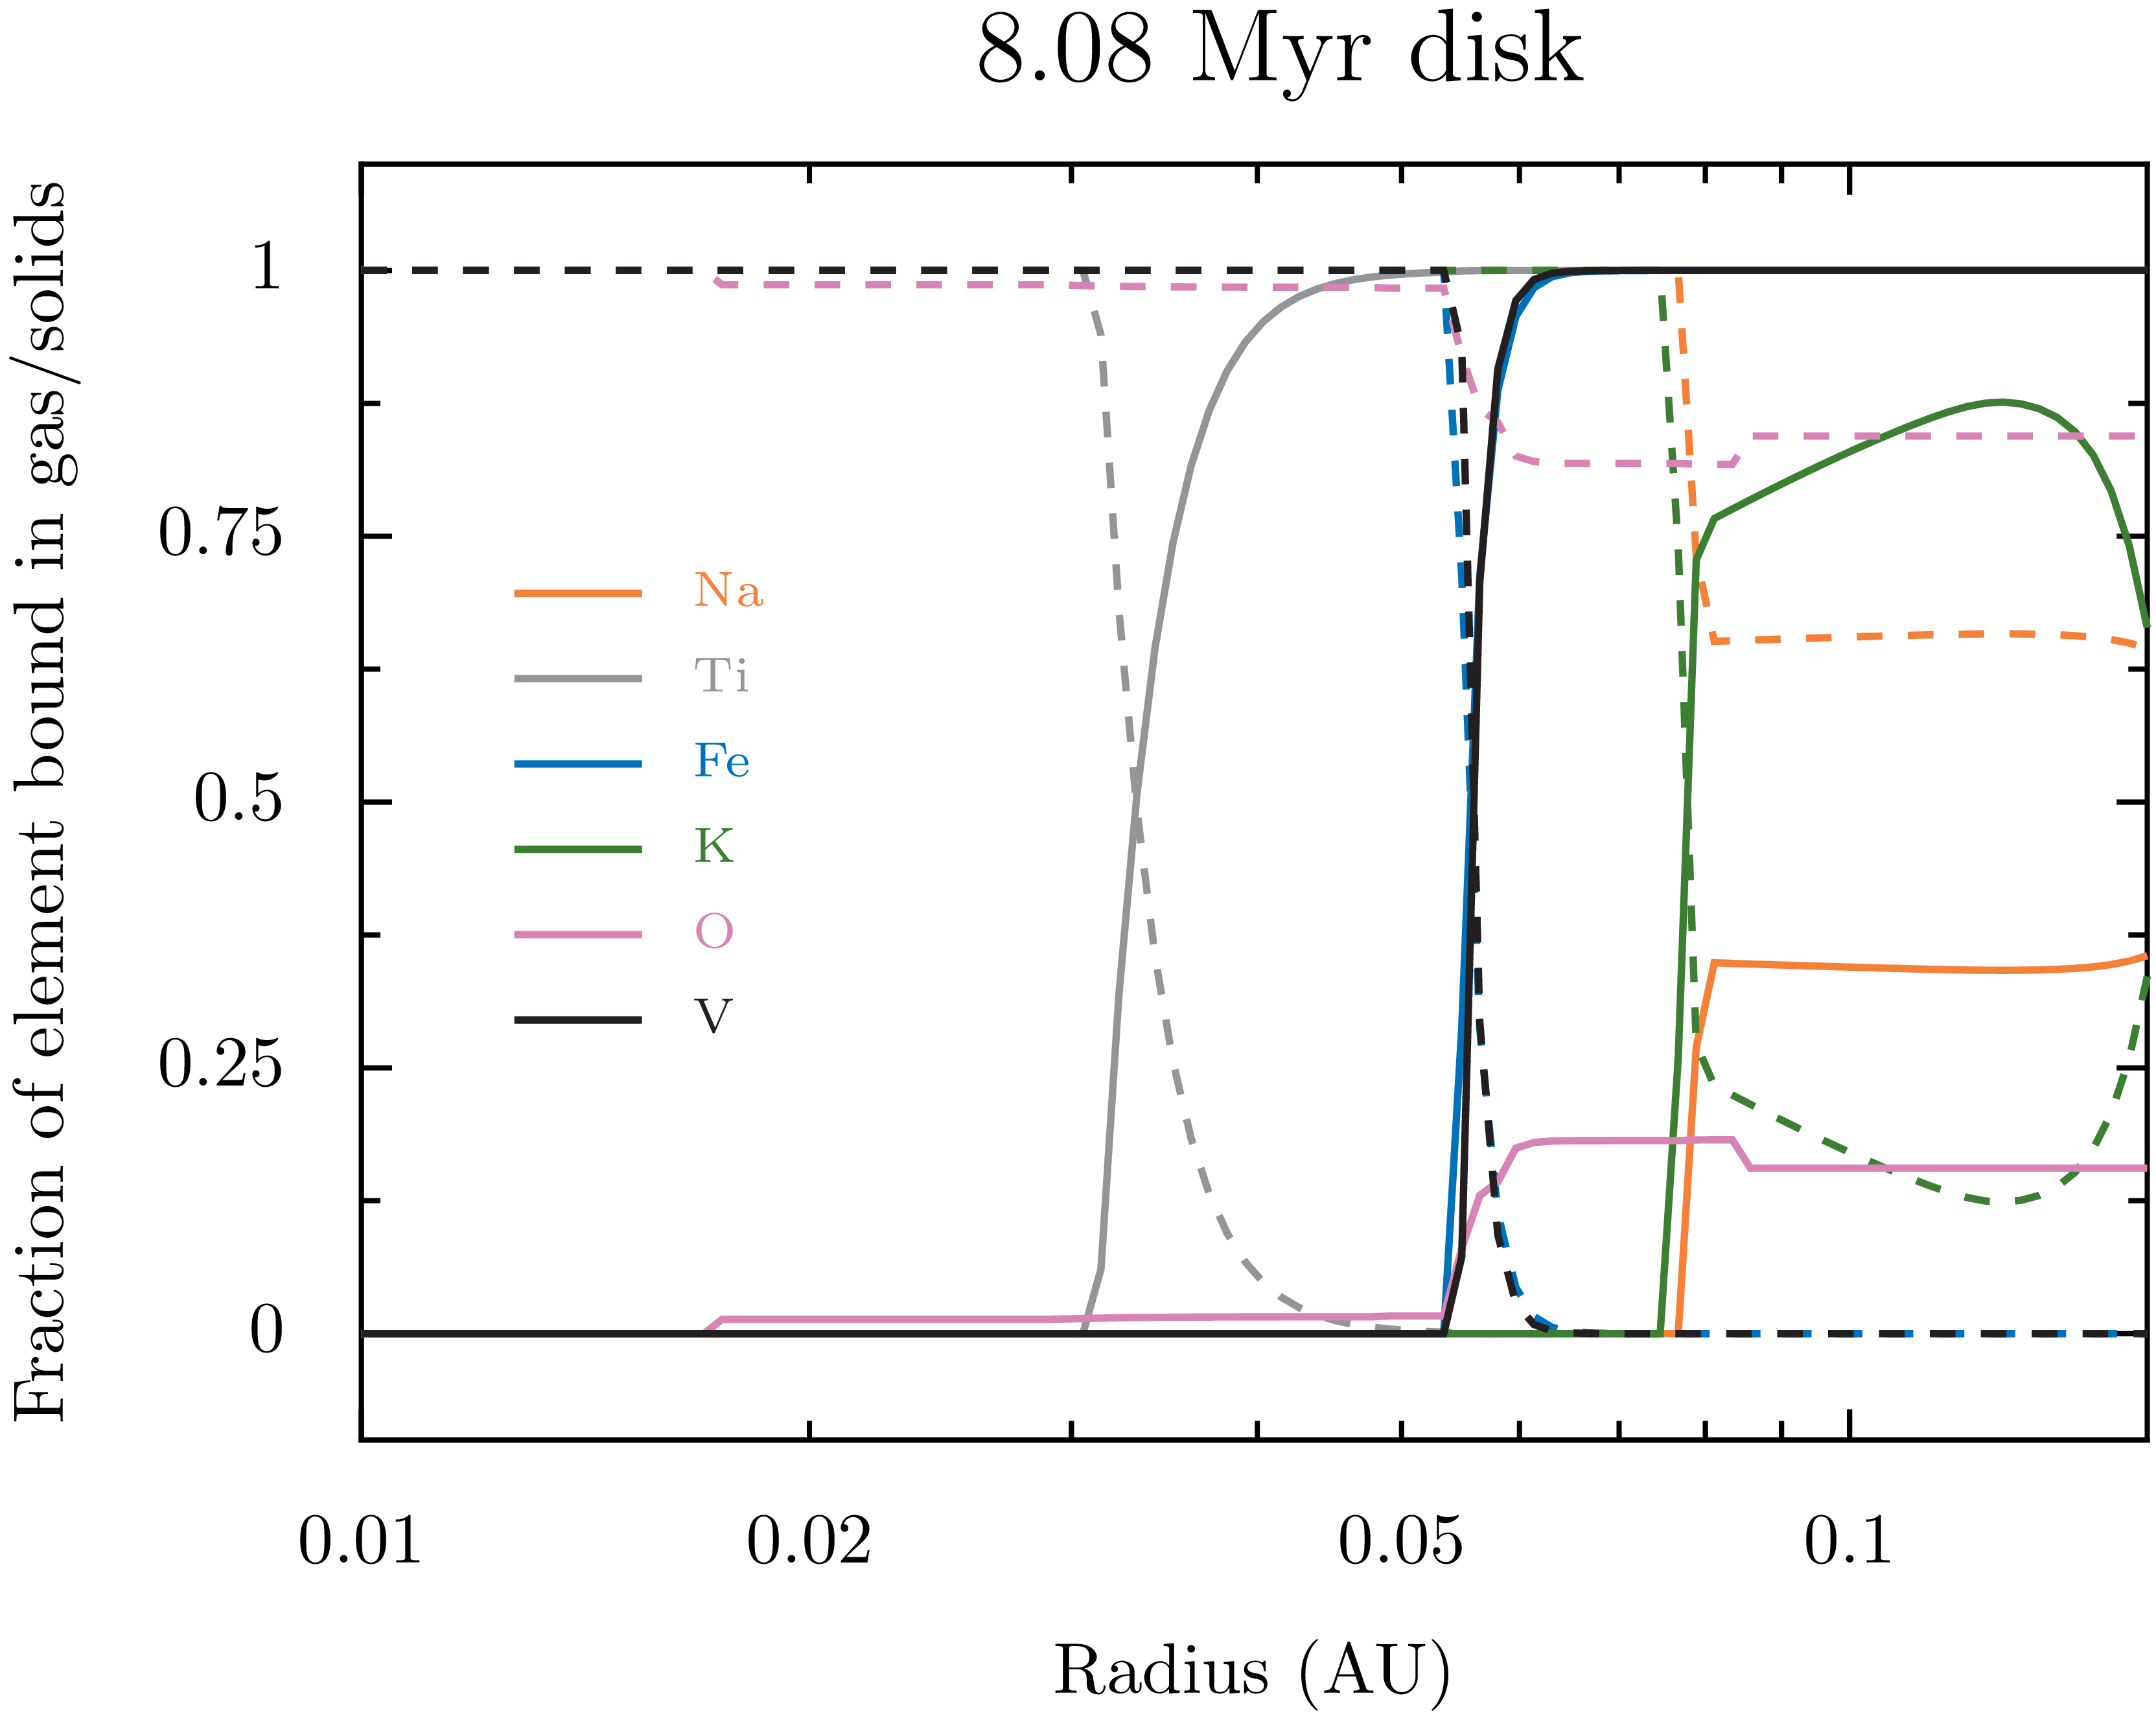 8.08 Myr disk
Fraction of element bound in gas/solids
1
0.75
0.5
0.25
0
Na
Ti
Fe
K
O
V
0.01 0.02 0.05 0.1
Radius (AU)